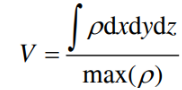 V = ∫ρdxdydz / max(ρ)